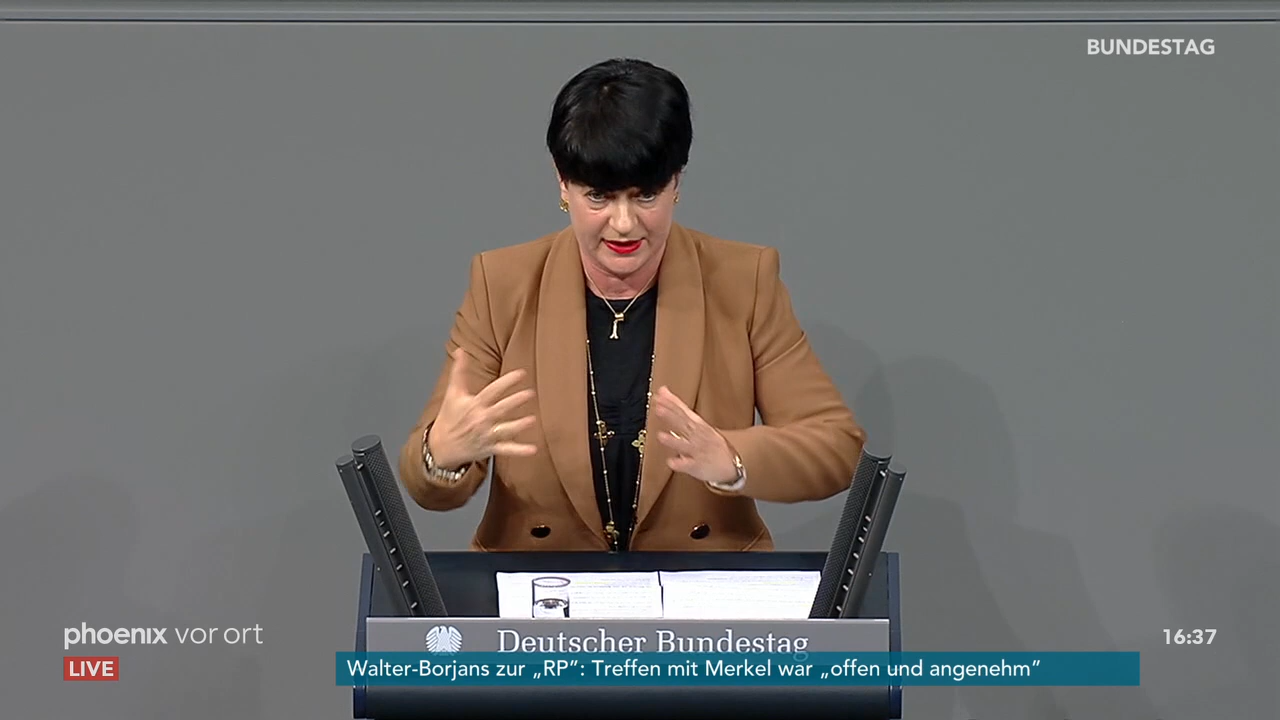 BUNDESTAG
phoenix vor ort
16:37
LIVE
Deutscher Bundestag
Walter-Borjans zur „RP”: Treffen mit Merkel war „offen und angenehm”